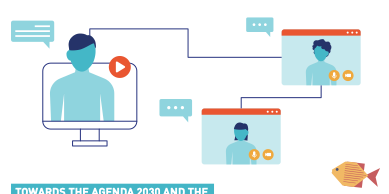 TOWARDS THE AGENDA 2030 AND THE